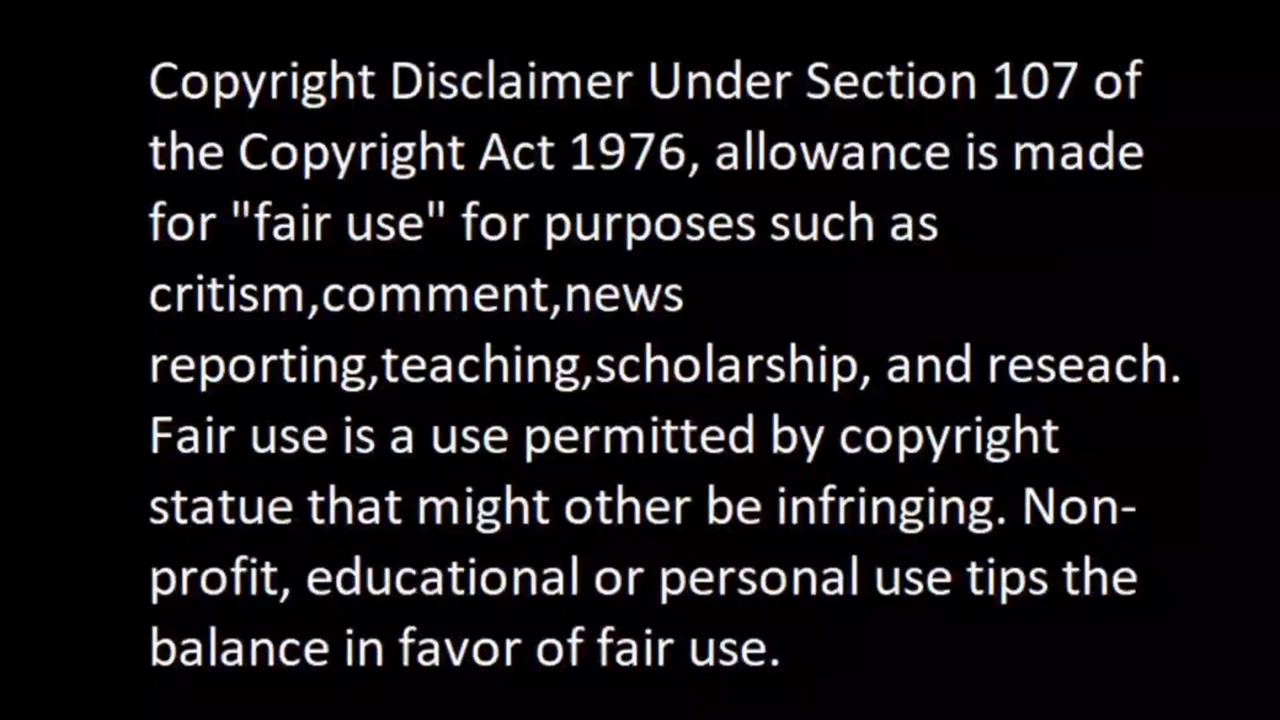 Copyright Disclaimer Under Section 107 of
the Copyright Act 1976, allowance is made
for "fair use" for purposes such as
critism,comment,news
reporting,teaching,scholarship, and reseach.
Fair use is a use permitted by copyright
statue that might other be infringing. Non-
profit, educational or personal use tips the
balance in favor of fair use.